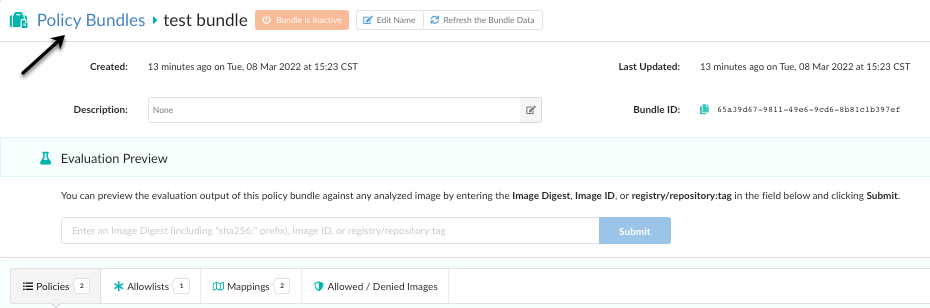 Policy Bundles test bundle Bundle is Inactive Edit Name Refresh the Bundle Data
Created: 13 minutes ago on Tue, 08 Mar 2022 at 15:23 CST Last Updated: 13 minutes ago on Tue, 08 Mar 2022 at 15:23 CST
Description: None Bundle ID: 65a39d67-9811-49e6-9cd6-8b81c1b397ef
Evaluation Preview
You can preview the evaluation output of this policy bundle against any analyzed image by entering the Image Digest, Image ID, or registry/repository:tag in the field below and clicking Submit.
Enter an Image Digest (including "sha256:" prefix), Image ID, or registry/repository:tag Submit
Policies 2 Allowlists 1 Mappings 2 Allowed / Denied Images